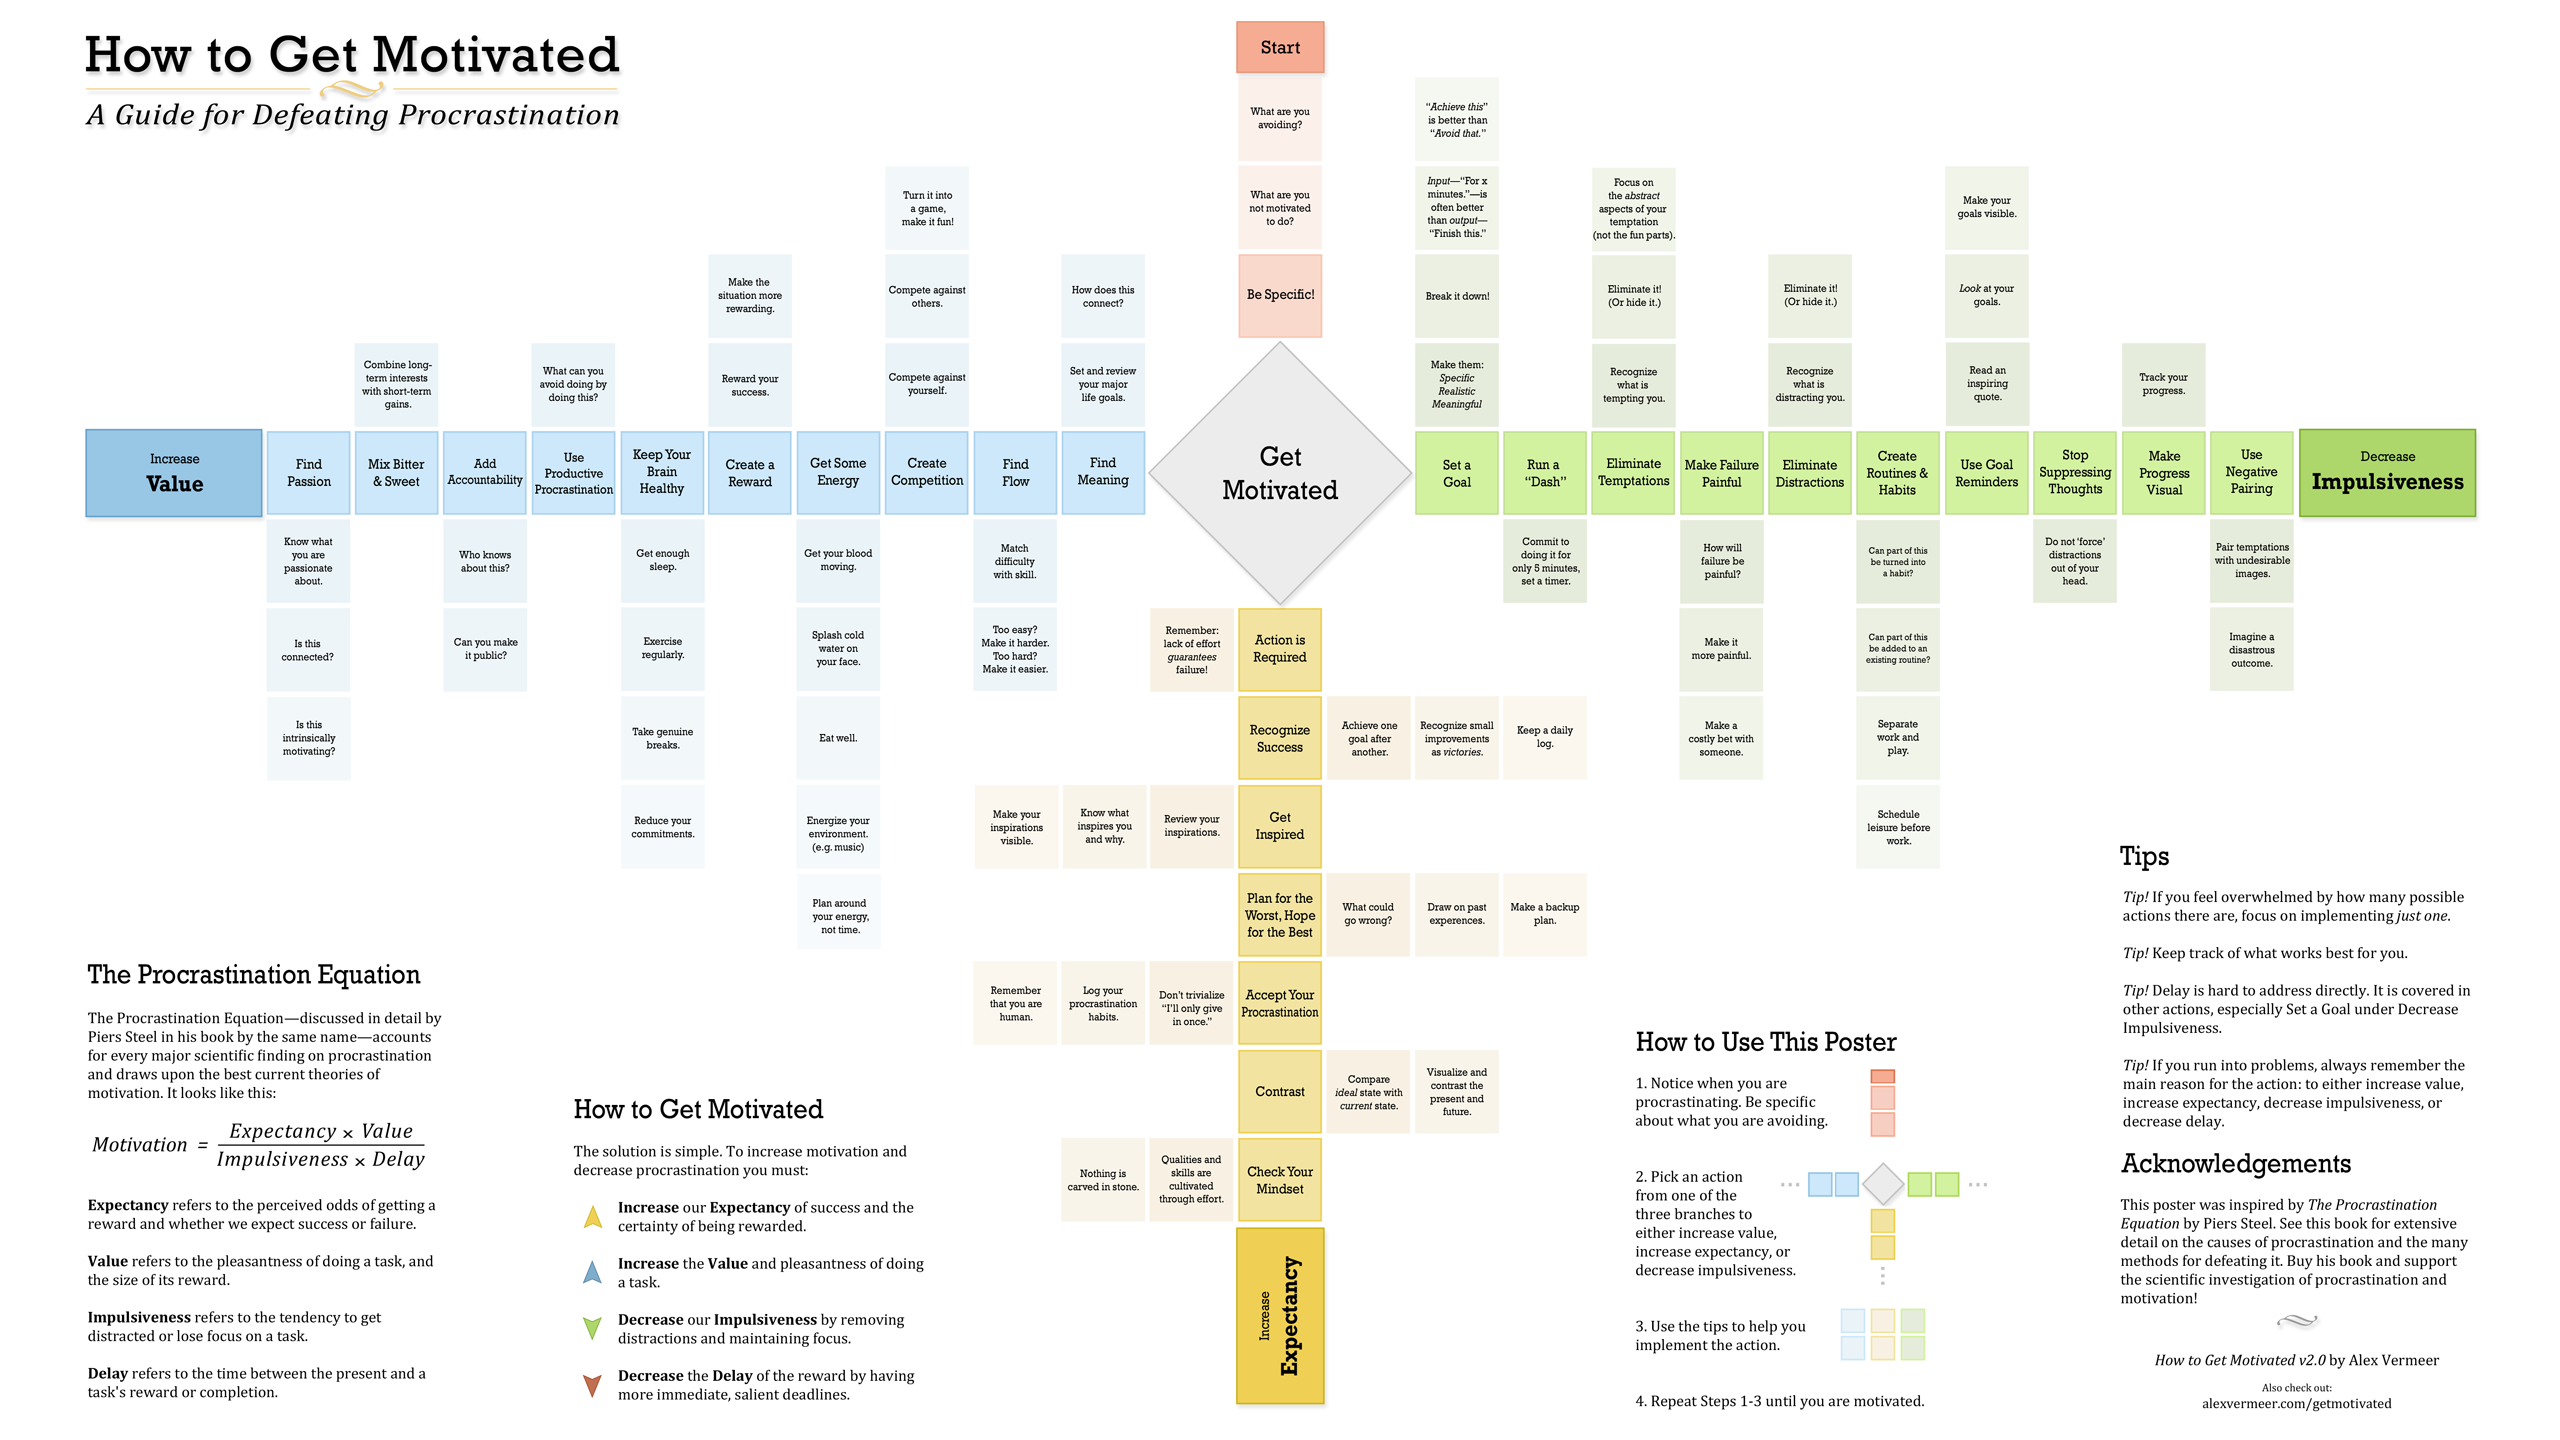 How to Get Motivated
A Guide for Defeating Procrastination
Start
What are you
avoiding?
What are you
not motivated
to do?
Be Specific!
Get
Motivated
Increase
Value
Find
Passion
Know what
you are
passionate
about.
Is this
connected?
Is this
intrinsically
motivating?
Mix Bitter
& Sweet
Combine long-
term interests
with short-term
gains.
Add
Accountability
Who knows
about this?
Can you make
it public?
Use
Productive
Procrastination
What can you
avoid doing by
doing this?
Keep Your
Brain
Healthy
Get enough
sleep.
Exercise
regularly.
Take genuine
breaks.
Reduce your
commitments.
Create a
Reward
Make the
situation more
rewarding.
Reward your
success.
Get Some
Energy
Get your blood
moving.
Splash cold
water on
your face.
Eat well.
Energize your
environment.
(e.g. music)
Plan around
your energy,
not time.
Create
Competition
Turn it into
a game,
make it fun!
Compete against
others.
Compete against
yourself.
Find
Flow
Match
difficulty
with skill.
Too easy?
Make it harder.
Too hard?
Make it easier.
Find
Meaning
How does this
connect?
Set and review
your major
life goals.
Set a
Goal
“Achieve this”
is better than
“Avoid that.”
Input—“For x
minutes.”—is
often better
than output—
“Finish this.”
Break it down!
Make them:
Specific
Realistic
Meaningful
Run a
“Dash”
Commit to
doing it for
only 5 minutes,
set a timer.
Eliminate
Temptations
Focus on
the abstract
aspects of your
temptation
(not the fun parts).
Eliminate it!
(Or hide it.)
Recognize
what is
tempting you.
Make Failure
Painful
How will
failure be
painful?
Make it
more painful.
Make a
costly bet with
someone.
Eliminate
Distractions
Eliminate it!
(Or hide it.)
Recognize
what is
distracting you.
Create
Routines &
Habits
Can part of this
be turned into
a habit?
Can part of this
be added to an
existing routine?
Separate
work and
play.
Schedule
leisure before
work.
Use Goal
Reminders
Make your
goals visible.
Look at your
goals.
Read an
inspiring
quote.
Stop
Suppressing
Thoughts
Do not ‘force’
distractions
out of your
head.
Make
Progress
Visual
Track your
progress.
Use
Negative
Pairing
Pair temptations
with undesirable
images.
Imagine a
disastrous
outcome.
Decrease
Impulsiveness
Action is
Required
Remember:
lack of effort
guarantees
failure!
Recognize
Success
Achieve one
goal after
another.
Recognize small
improvements
as victories.
Keep a daily
log.
Get
Inspired
Make your
inspirations
visible.
Know what
inspires you
and why.
Review your
inspirations.
Plan for the
Worst, Hope
for the Best
What could
go wrong?
Draw on past
experences.
Make a backup
plan.
Accept Your
Procrastination
Remember
that you are
human.
Log your
procrastination
habits.
Don’t trivialize
“I’ll only give
in once.”
Contrast
Compare
ideal state with
current state.
Visualize and
contrast the
present and
future.
Check Your
Mindset
Nothing is
carved in stone.
Qualities and
skills are
cultivated
through effort.
Increase
Expectancy
The Procrastination Equation
The Procrastination Equation—discussed in detail by
Piers Steel in his book by the same name—accounts
for every major scientific finding on procrastination
and draws upon the best current theories of
motivation. It looks like this:
Motivation = Expectancy × Value
Impulsiveness × Delay
Expectancy refers to the perceived odds of getting a
reward and whether we expect success or failure.
Value refers to the pleasantness of doing a task, and
the size of its reward.
Impulsiveness refers to the tendency to get
distracted or lose focus on a task.
Delay refers to the time between the present and a
task's reward or completion.
How to Get Motivated
The solution is simple. To increase motivation and
decrease procrastination you must:
Increase our Expectancy of success and the
certainty of being rewarded.
Increase the Value and pleasantness of doing
a task.
Decrease our Impulsiveness by removing
distractions and maintaining focus.
Decrease the Delay of the reward by having
more immediate, salient deadlines.
How to Use This Poster
1. Notice when you are
procrastinating. Be specific
about what you are avoiding.
2. Pick an action
from one of the
three branches to
either increase value,
increase expectancy, or
decrease impulsiveness.
3. Use the tips to help you
implement the action.
4. Repeat Steps 1-3 until you are motivated.
Tips
Tip! If you feel overwhelmed by how many possible
actions there are, focus on implementing just one.
Tip! Keep track of what works best for you.
Tip! Delay is hard to address directly. It is covered in
other actions, especially Set a Goal under Decrease
Impulsiveness.
Tip! If you run into problems, always remember the
main reason for the action: to either increase value,
increase expectancy, decrease impulsiveness, or
decrease delay.
Acknowledgements
This poster was inspired by The Procrastination
Equation by Piers Steel. See this book for extensive
detail on the causes of procrastination and the many
methods for defeating it. Buy his book and support
the scientific investigation of procrastination and
motivation!
How to Get Motivated v2.0 by Alex Vermeer
Also check out:
alexvermeer.com/getmotivated